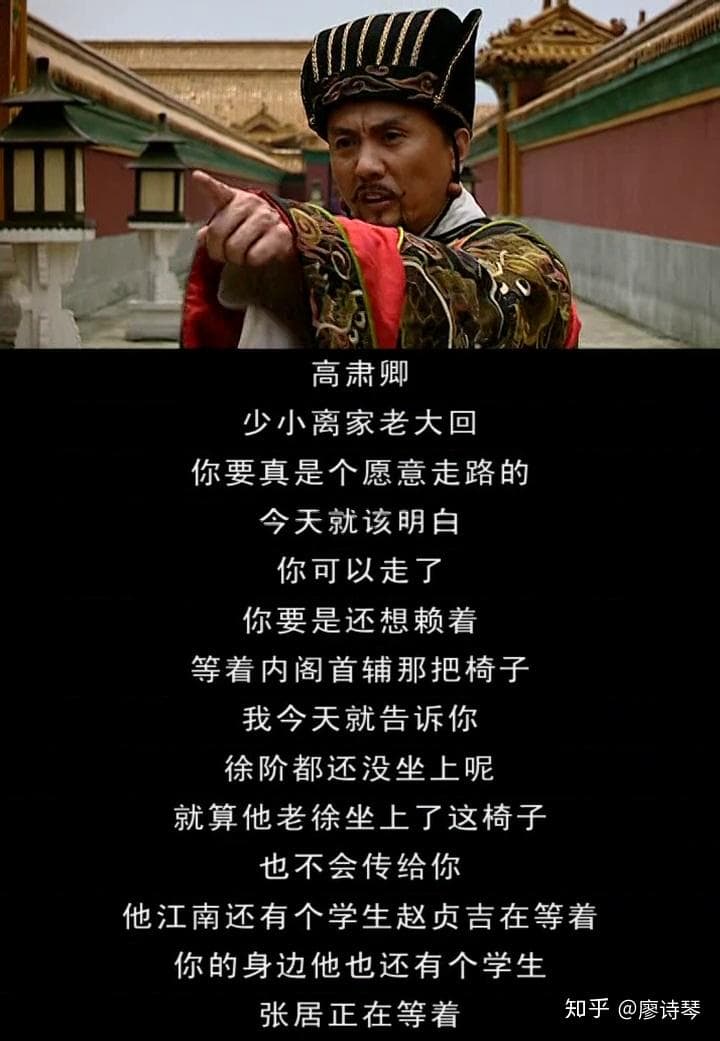 高肃卿
少小离家老大回
你要真是个愿意走路的
今天就该明白
你可以走了
你要是还想赖着
等着内阁首辅那把椅子
我今天就告诉你
徐阶都还没坐上呢
就算他老徐坐上了这椅子
也不会传给你
他江南还有个学生赵贞吉在等着
你的身边他也还有个学生
张居正在等着
知乎 @廖诗琴